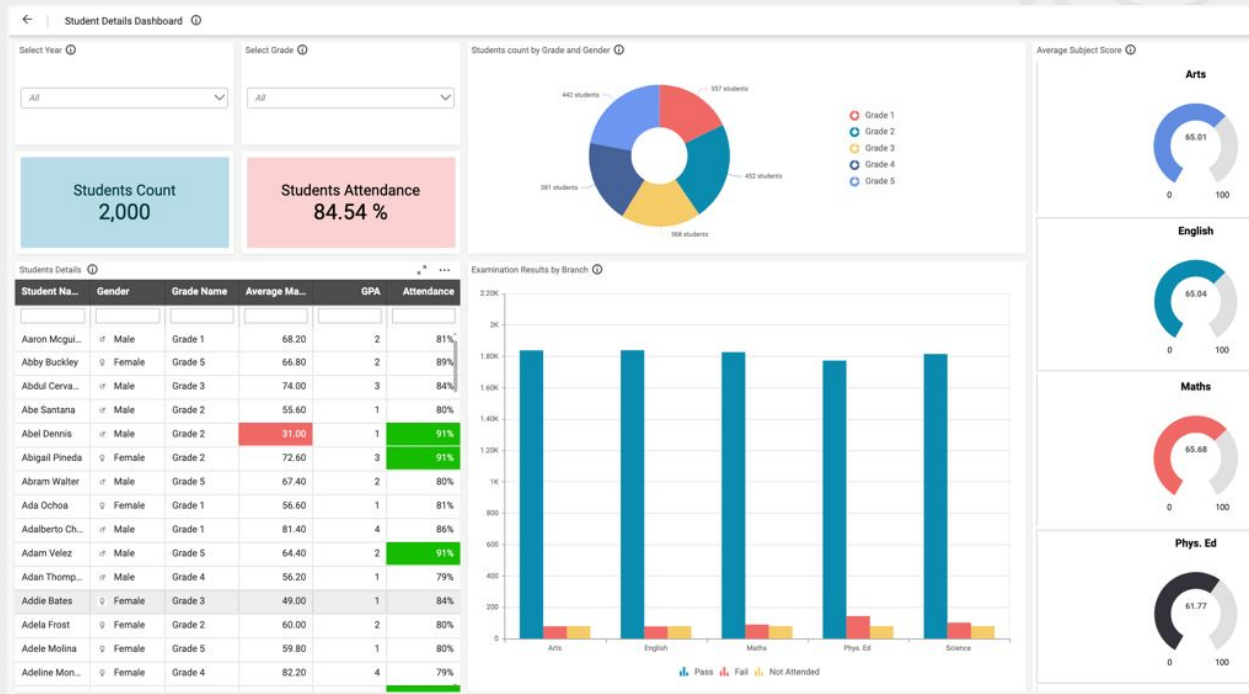 Student Details Dashboard
Select Year
All
Select Grade
All
Students Count
2,000
Students Attendance
84.54 %
Students count by Grade and Gender
442 students
357 students
381 students
452 students
368 students
Grade 1
Grade 2
Grade 3
Grade 4
Grade 5
Students Details
Student Na... Gender Grade Name Average Ma... GPA Attendance
Aaron Mcgui... Male Grade 1 68.20 2 81%
Abby Buckley Female Grade 5 66.80 2 89%
Abdul Cerva... Male Grade 3 74.00 3 84%
Abe Santana Male Grade 2 55.60 1 80%
Abel Dennis Male Grade 2 31.00 1 91%
Abigail Pineda Female Grade 2 72.60 3 91%
Abram Walter Male Grade 5 67.40 2 80%
Ada Ochoa Female Grade 1 56.60 1 81%
Adalberto Ch... Male Grade 1 81.40 4 86%
Adam Velez Male Grade 5 64.40 2 91%
Adan Thomp... Male Grade 4 56.20 1 79%
Addie Bates Female Grade 3 49.00 1 84%
Adela Frost Female Grade 2 60.00 2 80%
Adele Molina Female Grade 5 59.80 1 80%
Adeline Mon... Female Grade 4 82.20 4 79%
Examination Results by Branch
2.20K
2K
1.80K
1.60K
1.40K
1.20K
1K
800
600
400
200
0
Arts English Maths Phys. Ed Science
Pass Fail Not Attended
Average Subject Score
Arts
65.01
0 100
English
65.04
0 100
Maths
65.68
0 100
Phys. Ed
61.77
0 100